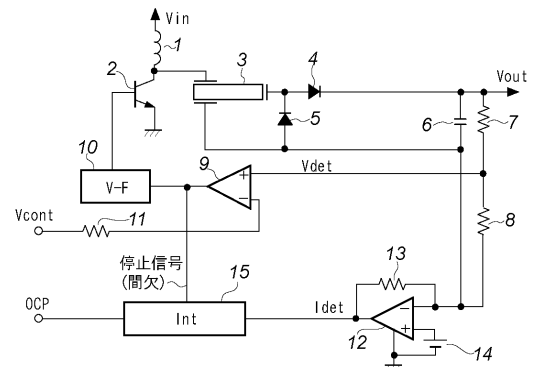 Vin
1
2
3
4
Vout
5
6
7
10
9
Vdet
V-F
+
−
8
Vcont
11
停止信号
(間欠)
13
15
OCP
Idet
Int
−
+
12
14